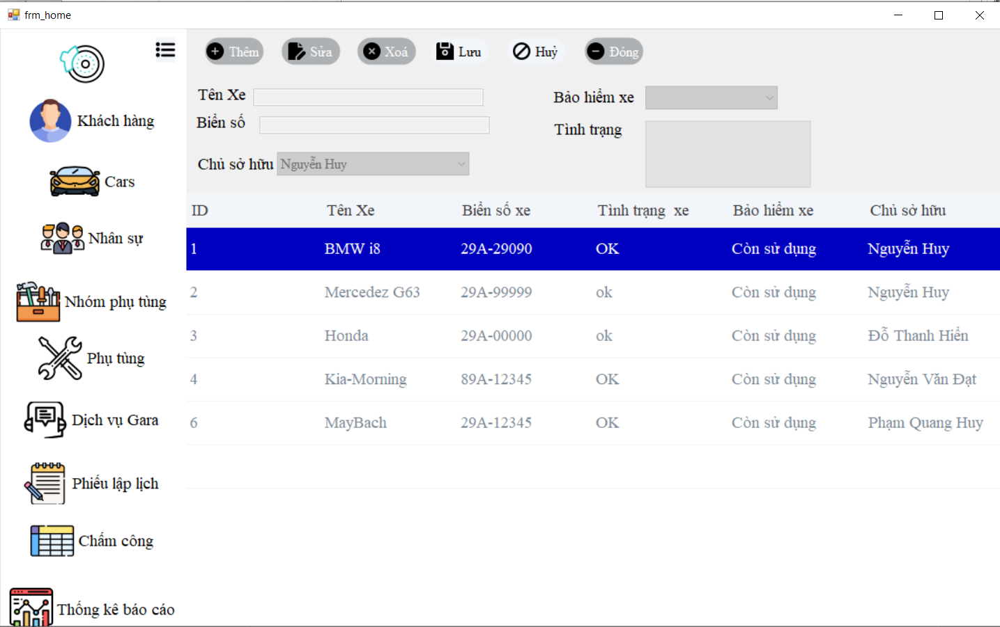 frm_home
Thêm Sửa Xoá Lưu Huỷ Đóng
Tên Xe
Bảo hiểm xe
Biển số
Tình trạng
Chủ sở hữu Nguyễn Huy
Khách hàng
Cars
Nhân sự
Nhóm phụ tùng
Phụ tùng
Dịch vụ Gara
Phiếu lập lịch
Chấm công
Thống kê báo cáo
ID Tên Xe Biển số xe Tình trạng xe Bảo hiểm xe Chủ sở hữu
1 BMW i8 29A-29090 OK Còn sử dụng Nguyễn Huy
2 Mercedez G63 29A-99999 ok Còn sử dụng Nguyễn Huy
3 Honda 29A-00000 ok Còn sử dụng Đỗ Thanh Hiển
4 Kia-Morning 89A-12345 OK Còn sử dụng Nguyễn Văn Đạt
6 MayBach 29A-12345 OK Còn sử dụng Phạm Quang Huy